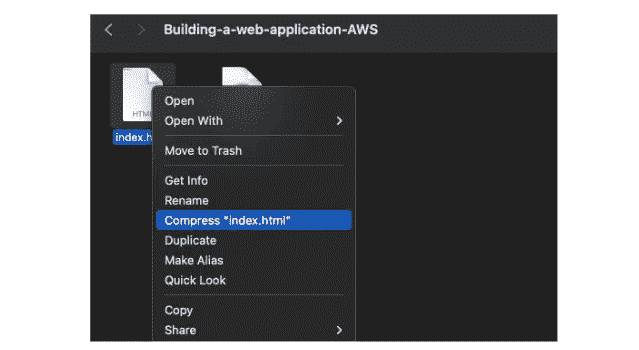 Building-a-web-application-AWS
HTML
index.h
Open
Open With
Move to Trash
Get Info
Rename
Compress "index.html"
Duplicate
Make Alias
Quick Look
Copy
Share